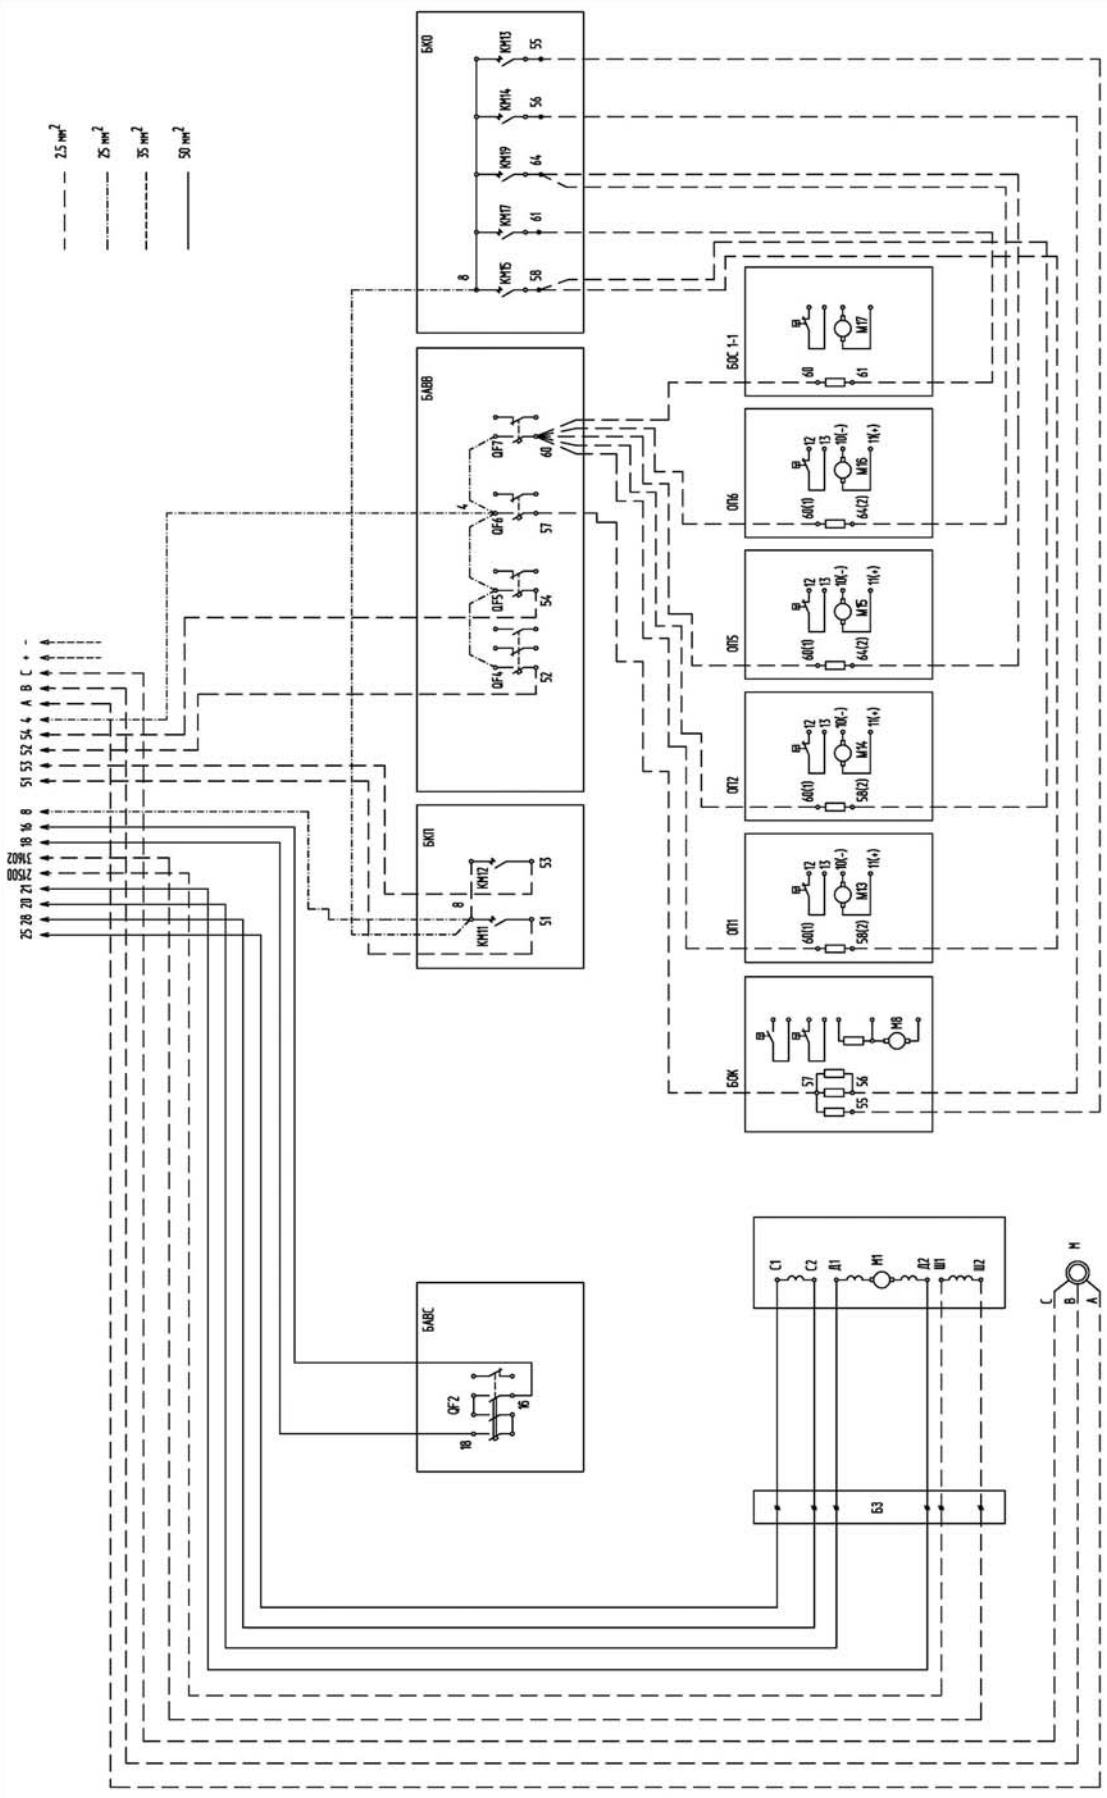 2,5 мм²
25 мм²
35 мм²
50 мм²
БКО
КМ13
55
КМ14
56
КМ19
64
КМ17
61
КМ15
58
8
БАВВ
QF7
60
4
QF6
57
QF5
54
QF4
52
БКП
КМ12
53
8
КМ11
51
-
+
С
В
А
4
54
52
53
51
8
16
18
31602
21500
21
20
28
25
БОС 1-1
60
61
М17
ОП6
60(1)
64(2)
12
13
10(-)
11(+)
М16
ОП5
60(1)
64(2)
12
13
10(-)
11(+)
М15
ОП2
60(1)
58(2)
12
13
10(-)
11(+)
М14
ОП1
60(1)
58(2)
12
13
10(-)
11(+)
М13
БОК
57
56
55
М8
БАВС
QF2
18
16
С1
С2
Д1
М1
Д2
Ш1
Ш2
БЗ
М
С
В
А